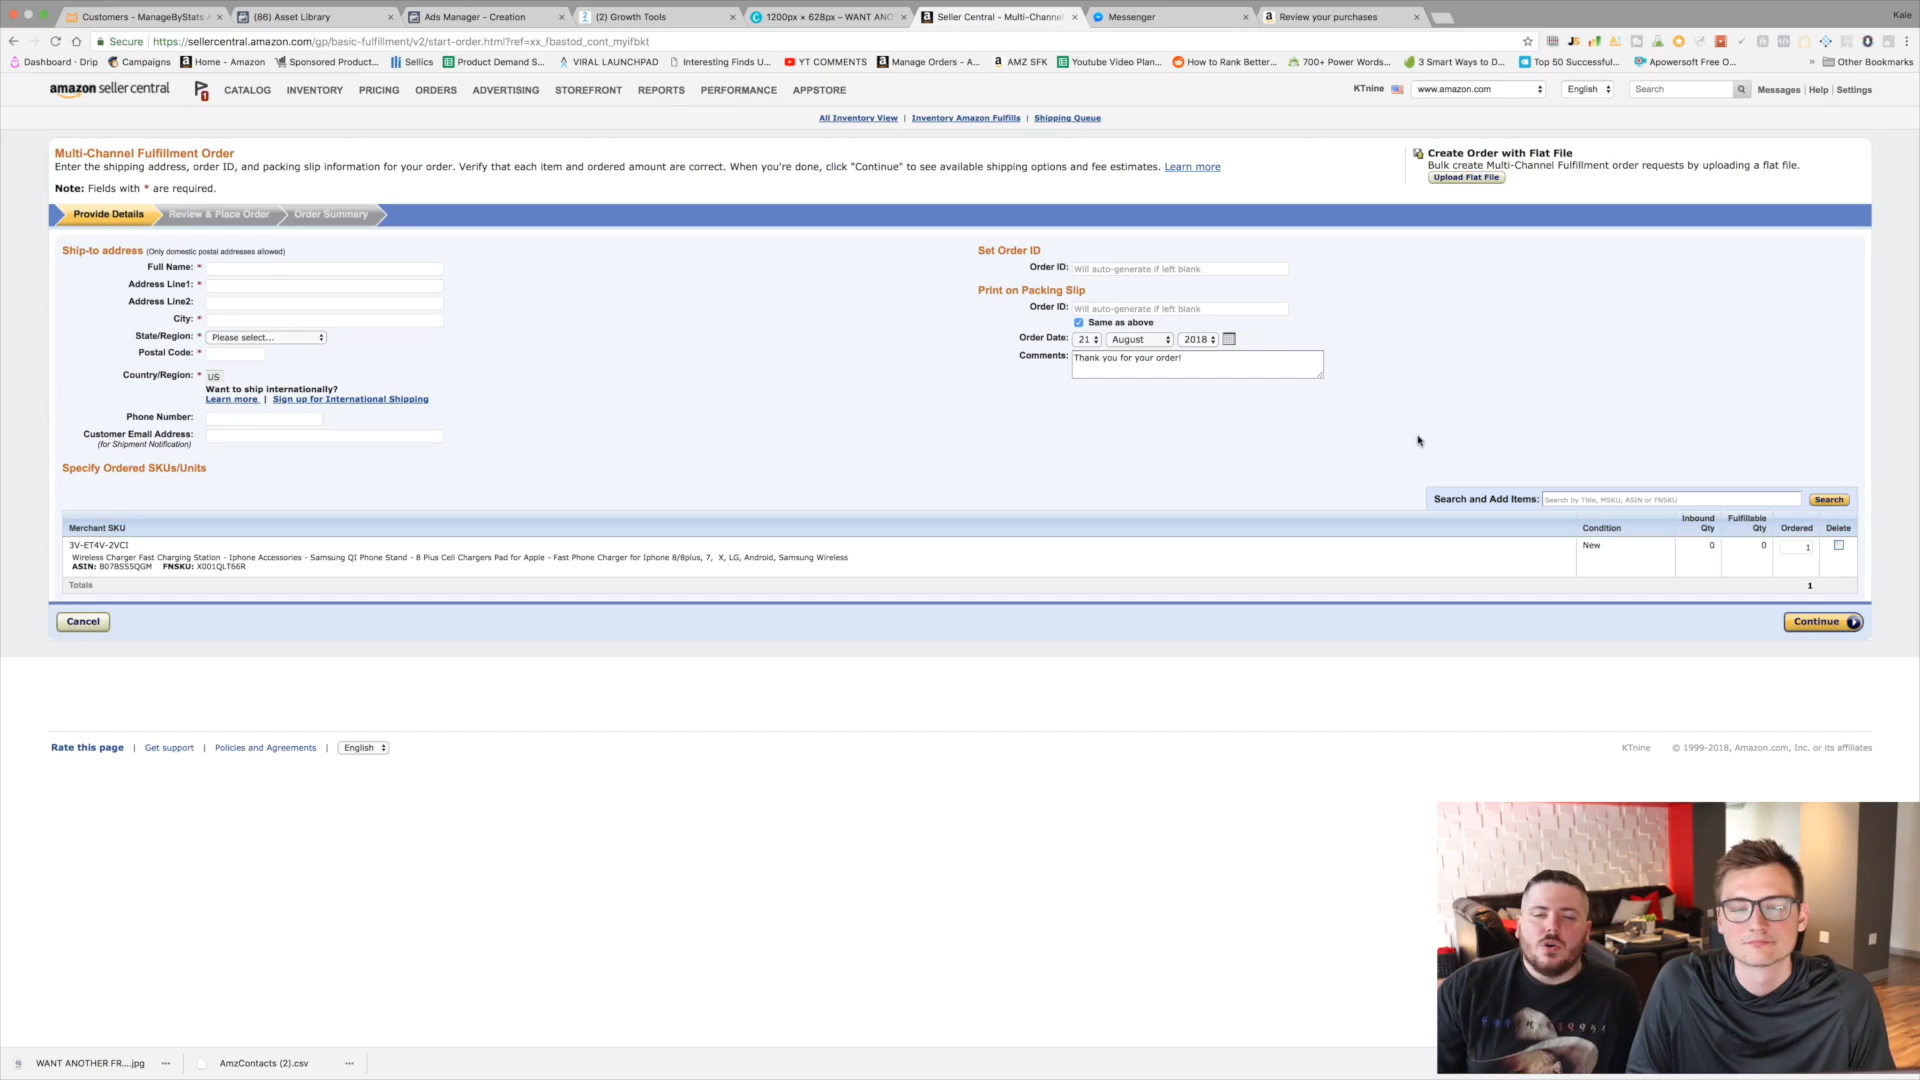 Customers - ManageByStats A
(86) Asset Library
Ads Manager - Creation
(2) Growth Tools
1200px × 628px – WANT ANO
Seller Central - Multi-Channel
Messenger
Review your purchases
Kale
Secure
https://sellercentral.amazon.com/gp/basic-fulfillment/v2/start-order.html?ref=xx_fbastod_cont_myifbkt
Dashboard · Drip
Campaigns
Home - Amazon
Sponsored Product...
Sellics
Product Demand S...
VIRAL LAUNCHPAD
Interesting Finds U...
YT COMMENTS
Manage Orders - A...
AMZ SFK
Youtube Video Plan...
How to Rank Better...
700+ Power Words...
3 Smart Ways to D...
Top 50 Successful...
Apowersoft Free O...
»
Other Bookmarks
amazon seller central
1
CATALOG
INVENTORY
PRICING
ORDERS
ADVERTISING
STOREFRONT
REPORTS
PERFORMANCE
APPSTORE
KTnine
www.amazon.com
English
Search
Messages | Help | Settings
All Inventory View | Inventory Amazon Fulfills | Shipping Queue
Multi-Channel Fulfillment Order
Enter the shipping address, order ID, and packing slip information for your order. Verify that each item and ordered amount are correct. When you're done, click "Continue" to see available shipping options and fee estimates. Learn more
Note: Fields with * are required.
Create Order with Flat File
Bulk create Multi-Channel Fulfillment order requests by uploading a flat file.
Upload Flat File
Provide Details
Review & Place Order
Order Summary
Ship-to address (Only domestic postal addresses allowed)
Full Name: *
Address Line1: *
Address Line2:
City: *
State/Region: * Please select...
Postal Code: *
Country/Region: * US
Want to ship internationally?
Learn more | Sign up for International Shipping
Phone Number:
Customer Email Address:
(for Shipment Notification)
Set Order ID
Order ID: Will auto-generate if left blank
Print on Packing Slip
Order ID: Will auto-generate if left blank
Same as above
Order Date: 21 August 2018
Comments: Thank you for your order!
Specify Ordered SKUs/Units
Search and Add Items: Search by Title, MSKU, ASIN or FNSKU Search
Merchant SKU
Condition
Inbound Qty
Fulfillable Qty
Ordered
Delete
3V-ET4V-2VCI
Wireless Charger Fast Charging Station - Iphone Accessories - Samsung QI Phone Stand - 8 Plus Cell Chargers Pad for Apple - Fast Phone Charger for Iphone 8/8plus, 7, X, LG, Android, Samsung Wireless
ASIN: B07BSS5QGM FNSKU: X001QLT66R
New
0
0
1
Totals
1
Cancel
Continue
Rate this page | Get support | Policies and Agreements | English
KTnine
© 1999-2018, Amazon.com, Inc. or its affiliates
WANT ANOTHER FR....jpg
AmzContacts (2).csv